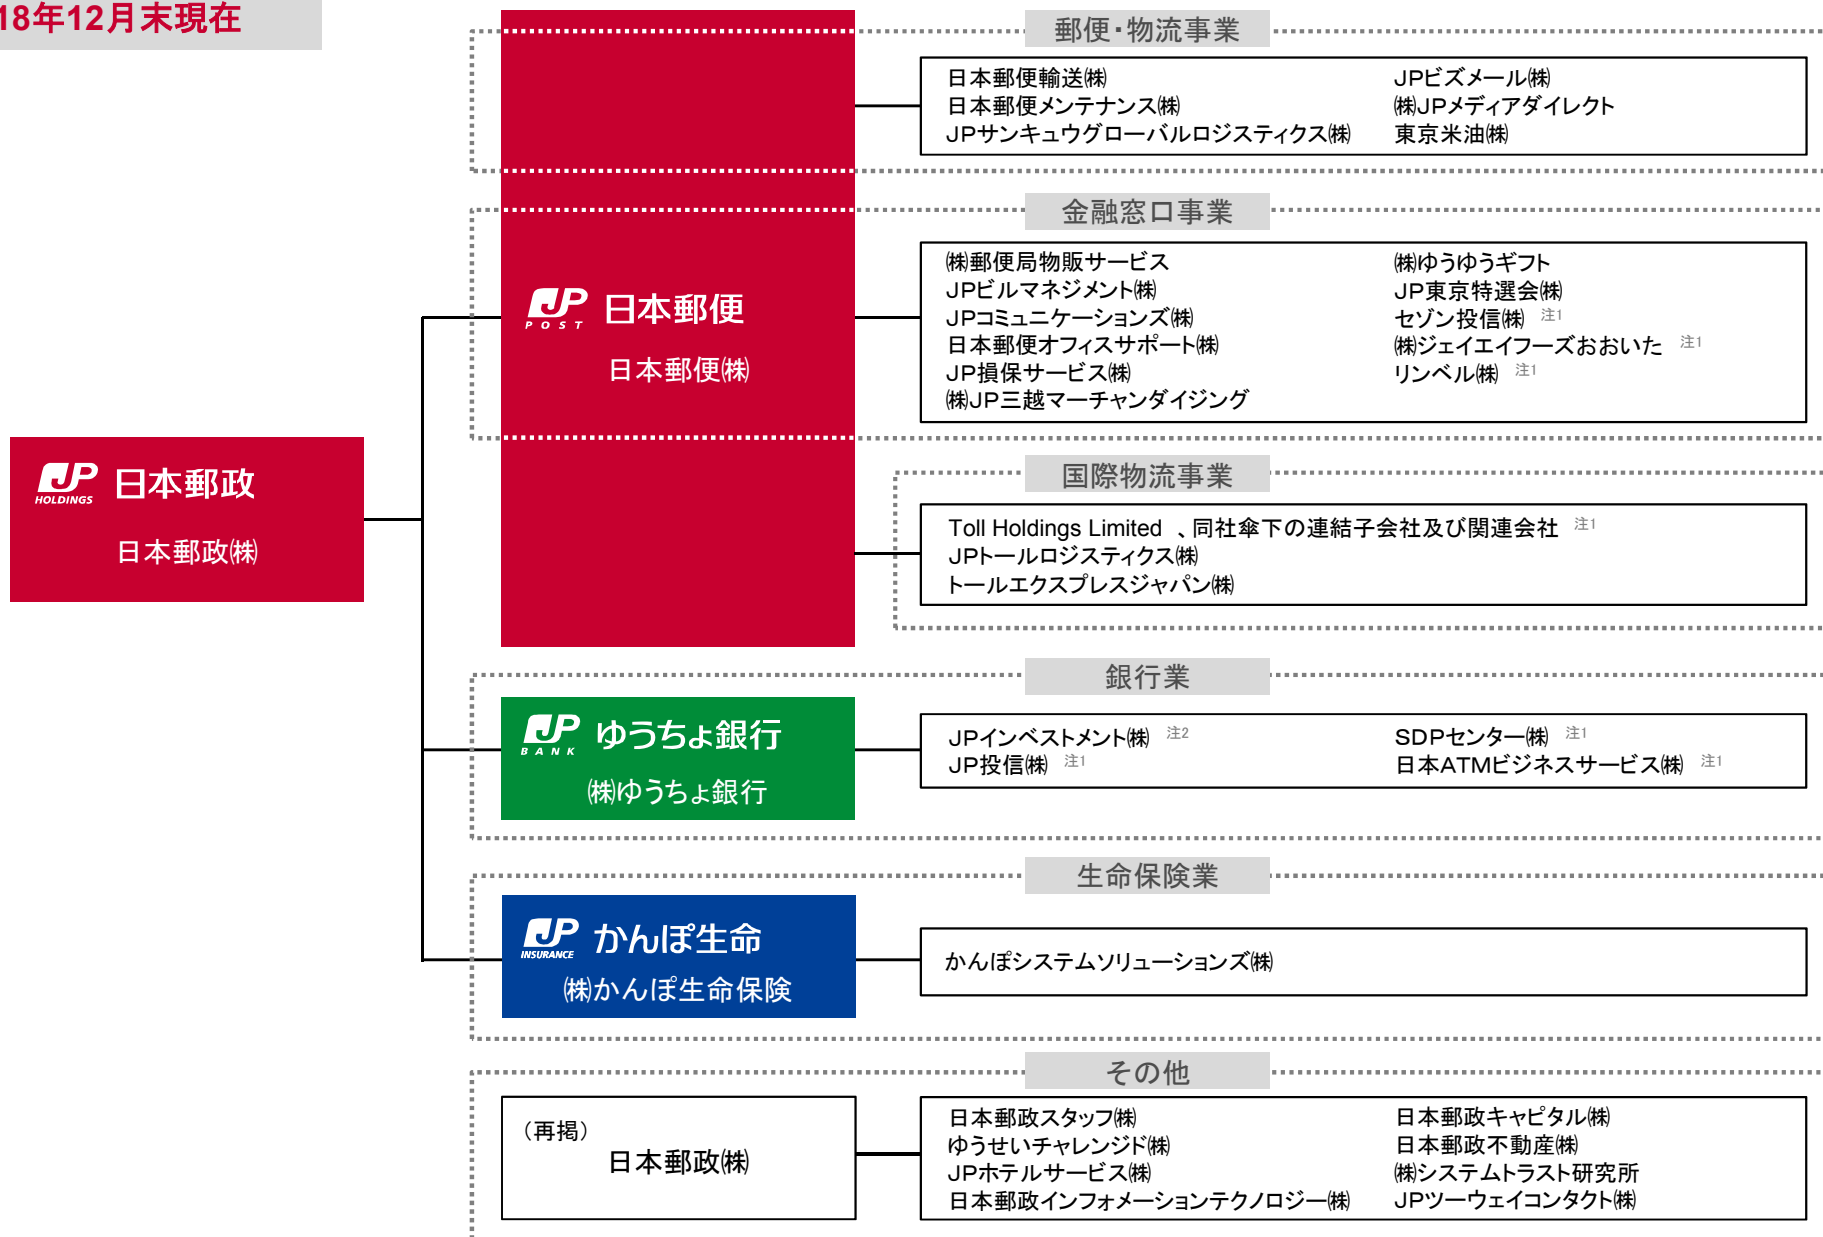 18年12月末現在
郵便・物流事業
日本郵便輸送㈱
日本郵便メンテナンス㈱
JPサンキュウグローバルロジスティクス㈱
JPビズメール㈱
㈱JPメディアダイレクト
東京米油㈱
金融窓口事業
㈱郵便局物販サービス
JPビルマネジメント㈱
JPコミュニケーションズ㈱
日本郵便オフィスサポート㈱
JP損保サービス㈱
㈱JP三越マーチャンダイジング
㈱ゆうゆうギフト
JP東京特選会㈱
セゾン投信㈱ 注1
㈱ジェイエイフーズおおいた 注1
リンベル㈱ 注1
JP POST 日本郵便
日本郵便㈱
JP HOLDINGS 日本郵政
日本郵政㈱
国際物流事業
Toll Holdings Limited 、同社傘下の連結子会社及び関連会社 注1
JPトールロジスティクス㈱
トールエクスプレスジャパン㈱
銀行業
JP BANK ゆうちょ銀行
㈱ゆうちょ銀行
JPインベストメント㈱ 注2
JP投信㈱ 注1
SDPセンター㈱ 注1
日本ATMビジネスサービス㈱ 注1
生命保険業
JP INSURANCE かんぽ生命
㈱かんぽ生命保険
かんぽシステムソリューションズ㈱
その他
（再掲）
日本郵政㈱
日本郵政スタッフ㈱
ゆうせいチャレンジド㈱
JPホテルサービス㈱
日本郵政インフォメーションテクノロジー㈱
日本郵政キャピタル㈱
日本郵政不動産㈱
㈱システムトラスト研究所
JPツーウェイコンタクト㈱